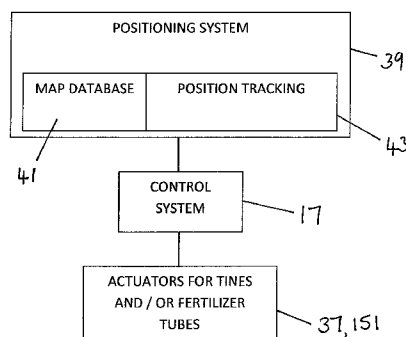 POSITIONING SYSTEM
39
MAP DATABASE
POSITION TRACKING
41
43
CONTROL
SYSTEM
17
ACTUATORS FOR TINES
AND / OR FERTILIZER
TUBES
37,151